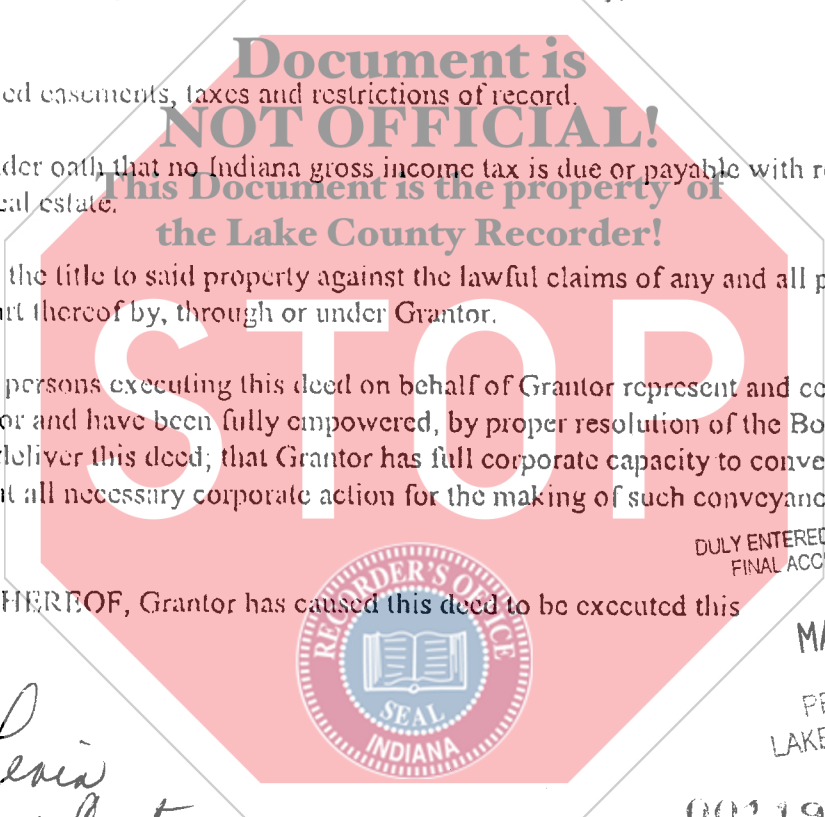 Document is
ed easements, taxes and restrictions of record.
NOT OFFICIAL!
der oath that no Indiana gross income tax is due or payable with re
This Document is the property of
eal estate.
the Lake County Recorder!
the title to said property against the lawful claims of any and all p
rt thereof by, through or under Grantor.
STOP
persons executing this deed on behalf of Grantor represent and ce
or and have been fully empowered, by proper resolution of the Bo
deliver this deed; that Grantor has full corporate capacity to conve
t all necessary corporate action for the making of such conveyanc
DULY ENTERED
FINAL ACC
HEREOF, Grantor has caused this deed to be executed this
RECORDER'S OFFICE
SEAL
INDIANA
MA
LAKE